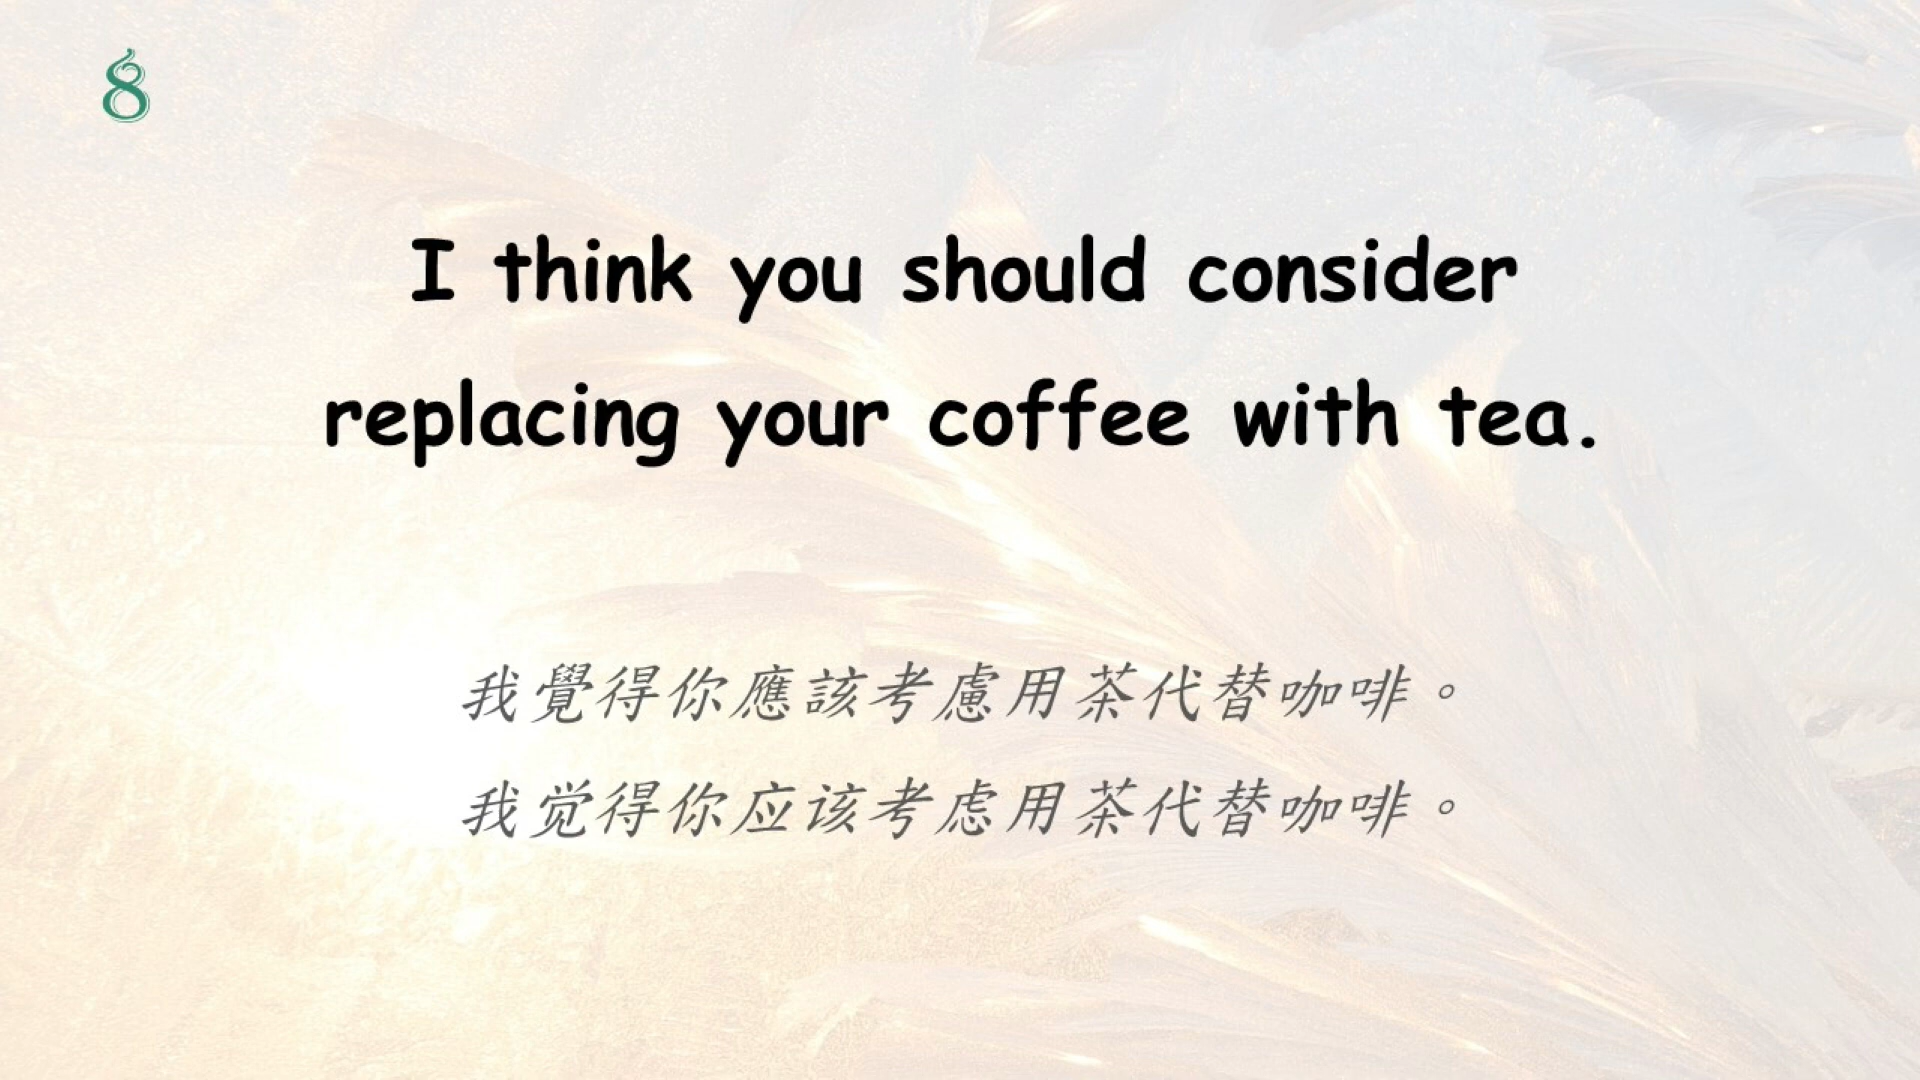 8
I think you should consider
replacing your coffee with tea.
我覺得你應該考慮用茶代替咖啡。
我觉得你应该考虑用茶代替咖啡。